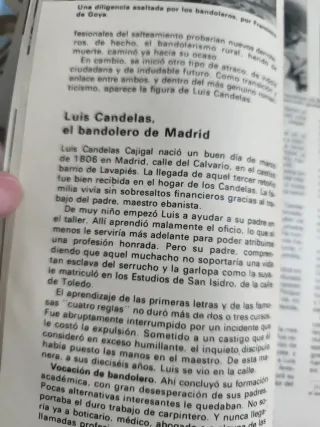 Una diligencia asaltada por los bandoleros, por Francisco
de Goya.
fesionales del salteamiento probarían nuevos derrote-
ros, de hecho, el bandolerismo rural, herido de
muerte, caminó ya hacia su ocaso.
En cambio, se inició otro tipo de atraco, de índole
ciudadana y de indudable futuro. Como transición y
enlace entre ambos, y dentro del más genuino roman-
ticismo, aparece la figura de Luis Candelas.
Luis Candelas,
el bandolero de Madrid
Luis Candelas Cajigal nació un buen día de marzo
de 1806 en Madrid, calle del Calvario, en el castizo
barrio de Lavapiés. La llegada de aquel tercer retoño
fue bien recibida en el hogar de los Candelas. La fa-
milia vivía sin sobresaltos financieros gracias al tra-
bajo del padre, maestro ebanista.
De muy niño empezó Luis a ayudar a su padre en
el taller. Allí aprendió malamente el oficio, lo que al
menos le serviría más adelante para poder atribuirse
una profesión honrada. Pero su padre, compren-
diendo que aquel muchacho no soportaría una vida
tan esclava del serrucho y la garlopa como la suya,
le matriculó en los Estudios de San Isidro, de la calle
de Toledo.
El aprendizaje de las primeras letras y de las famo-
sas "cuatro reglas" no duró más de dos o tres cursos.
Fue abruptamente interrumpido por un incidente que
le costó la expulsión. Sometido a un castigo que él
consideró en exceso humillante, el inquieto discípulo
había puesto las manos en el maestro. De esta ma-
nera, a sus dieciséis años, Luis se vio en la calle.
Vocación de bandolero. Ahí concluyó su formación
académica, con gran desesperación de sus padres.
Pocas alternativas interesantes le quedaban. No so-
portaba el duro trabajo de carpintero. Y nunca llega-
ría ya a boticario, médico, abogado
llamadas